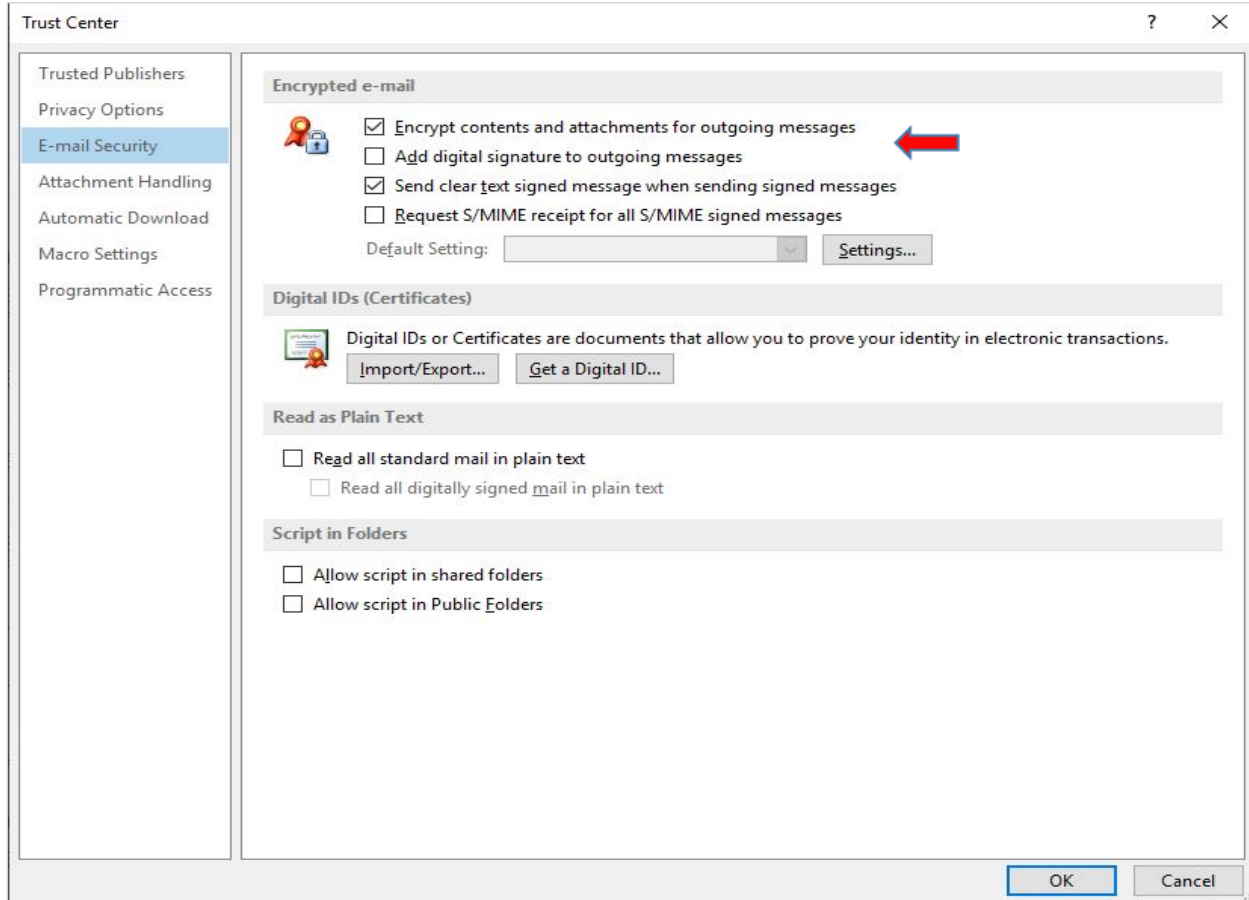 Trust Center
Trusted Publishers
Privacy Options
E-mail Security
Attachment Handling
Automatic Download
Macro Settings
Programmatic Access
Encrypted e-mail
Encrypt contents and attachments for outgoing messages
Add digital signature to outgoing messages
Send clear text signed message when sending signed messages
Request S/MIME receipt for all S/MIME signed messages
Default Setting:
Settings...
Digital IDs (Certificates)
Digital IDs or Certificates are documents that allow you to prove your identity in electronic transactions.
Import/Export...
Get a Digital ID...
Read as Plain Text
Read all standard mail in plain text
Read all digitally signed mail in plain text
Script in Folders
Allow script in shared folders
Allow script in Public Folders
OK
Cancel